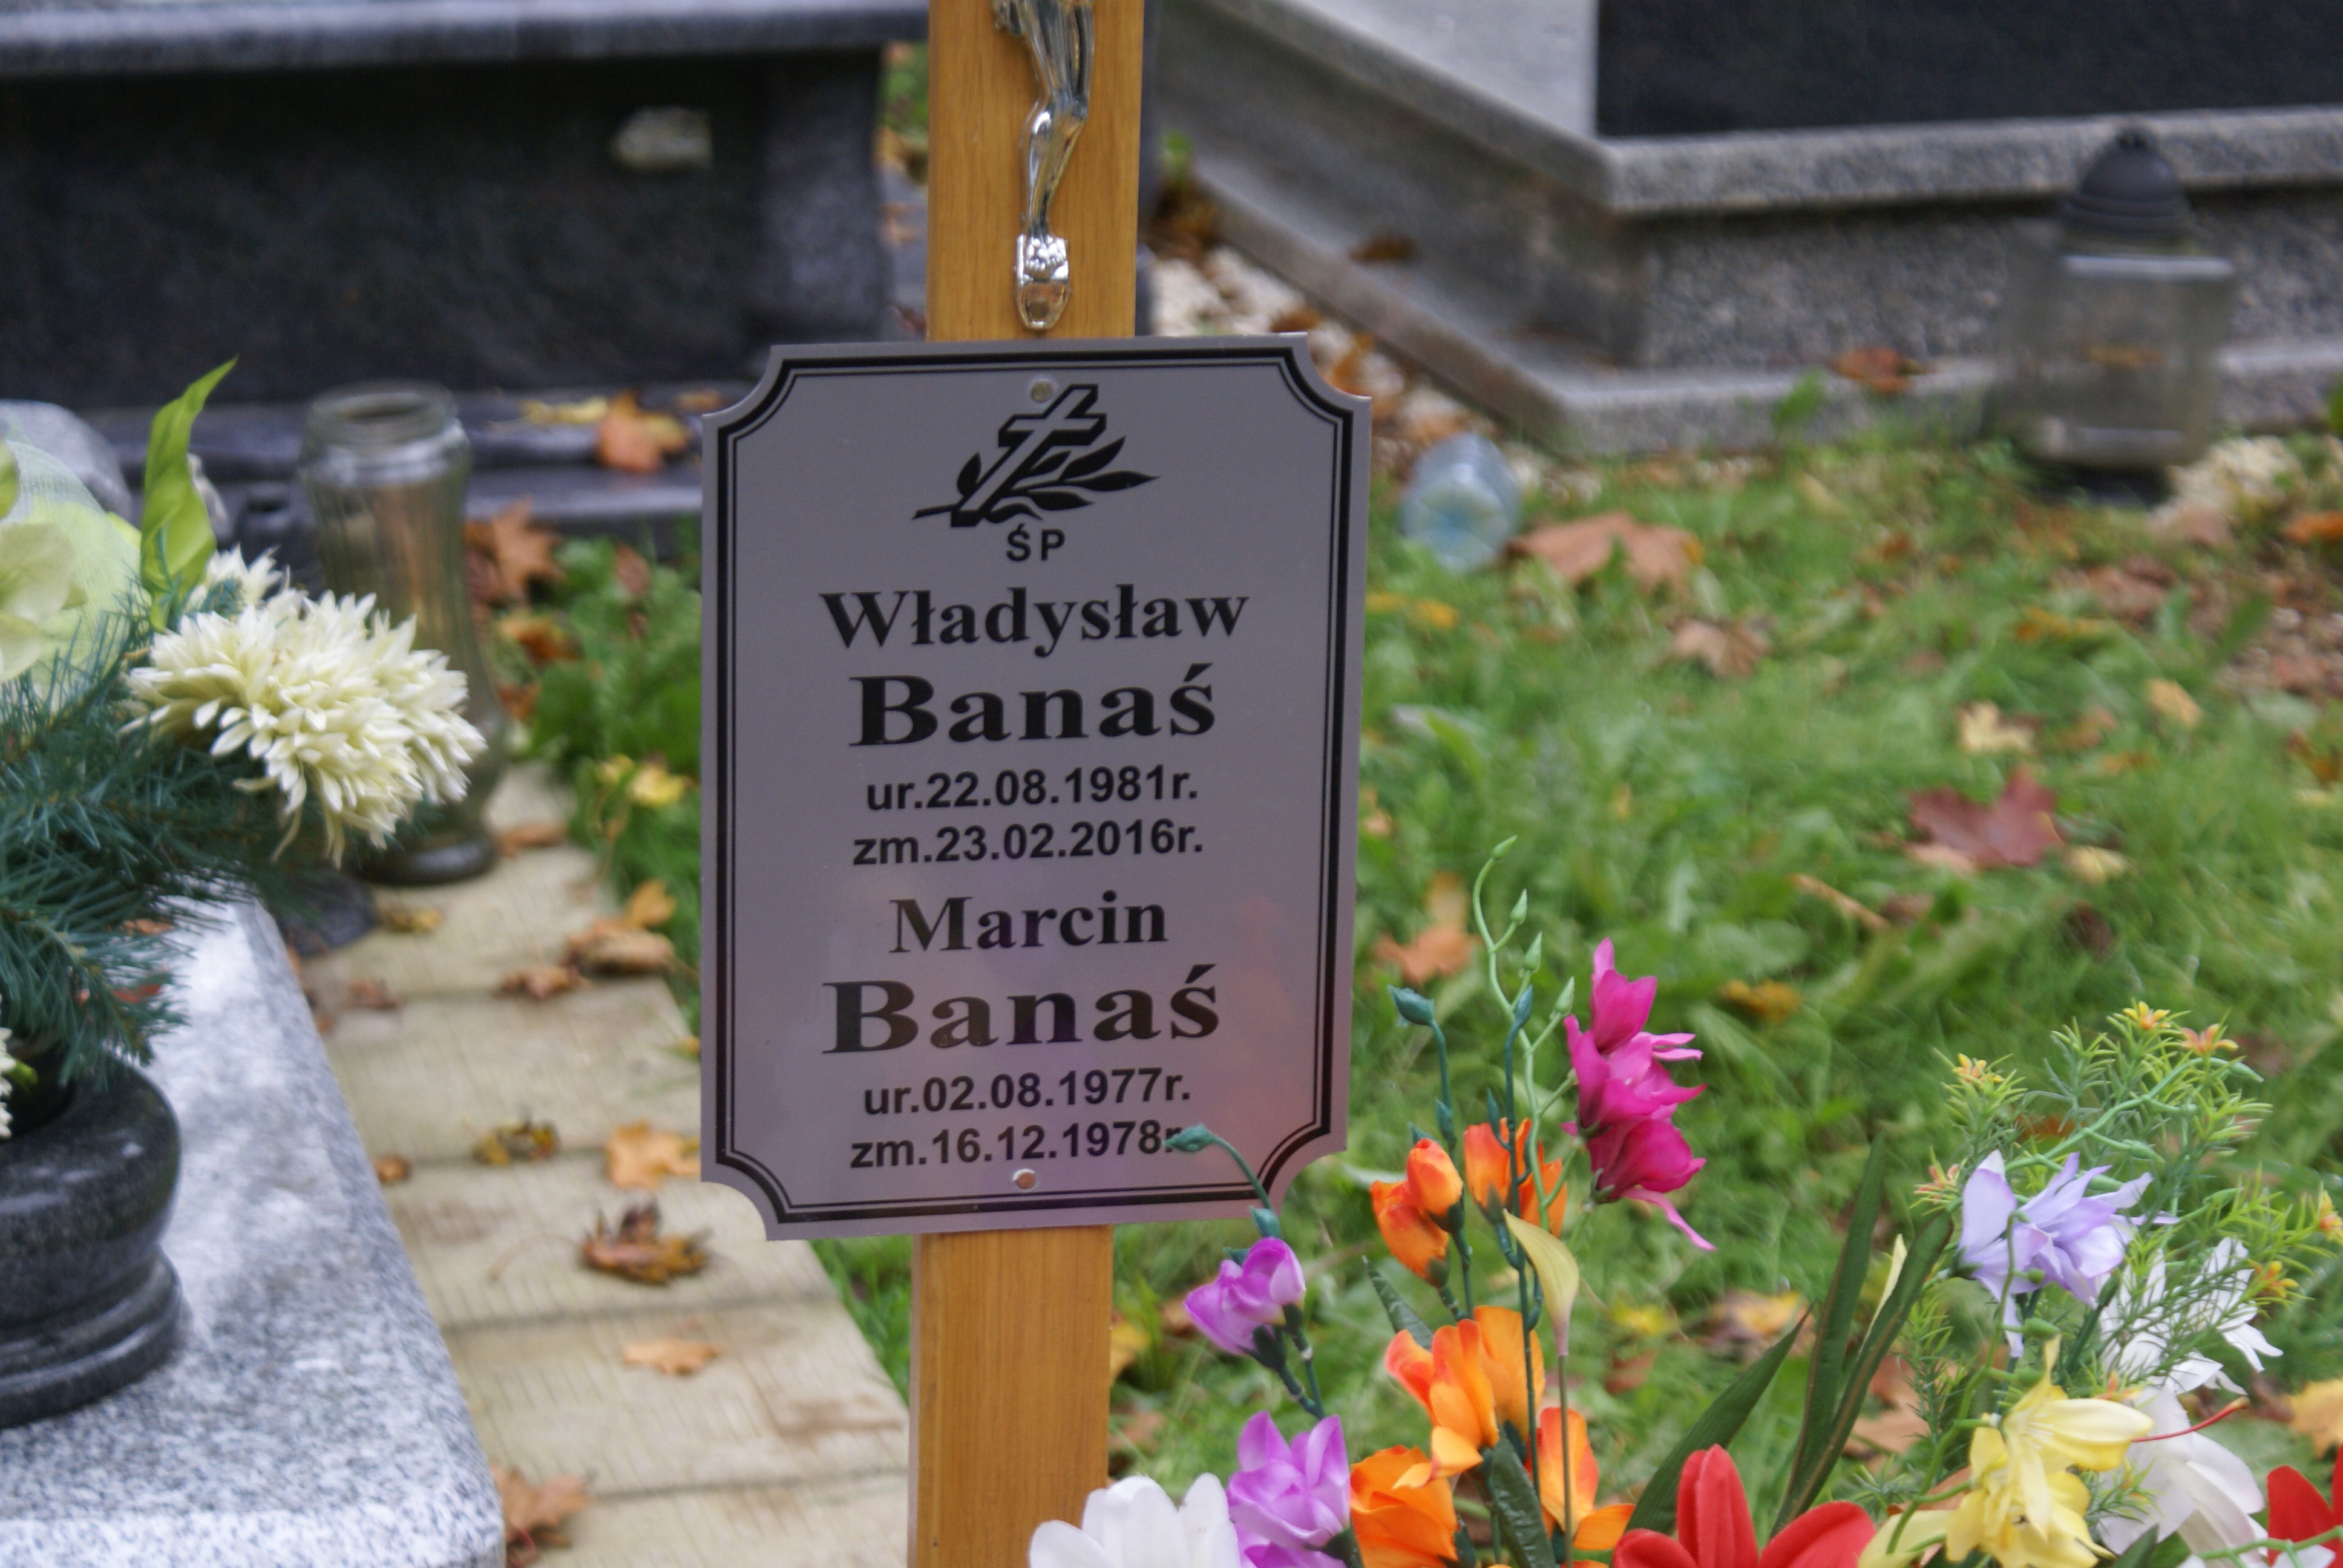 ŚP
Władysław
Banaś
ur.22.08.1981r.
zm.23.02.2016r.
Marcin
Banaś
ur.02.08.1977r.
zm.16.12.1978r.